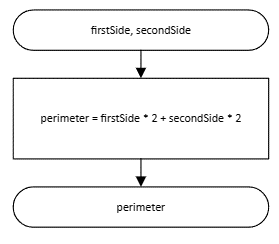 firstSide, secondSide
perimeter = firstSide * 2 + secondSide * 2
perimeter